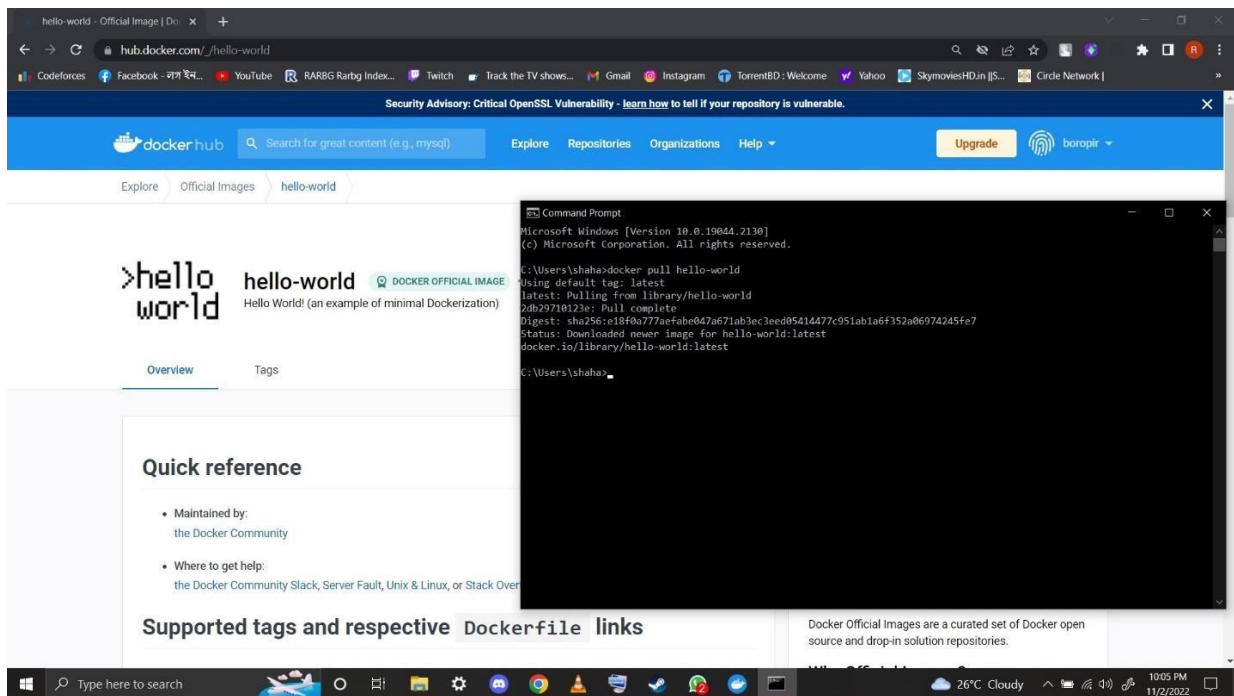 hello-world - Official Image | Do
hub.docker.com/_/hello-world
Codeforces
Facebook - লগ ইন...
YouTube
RARBG Rarbg Index...
Twitch
Track the TV shows...
Gmail
Instagram
TorrentBD : Welcome
Yahoo
SkymoviesHD.in ||S...
Circle Network |
»
Security Advisory: Critical OpenSSL Vulnerability - learn how to tell if your repository is vulnerable.
docker hub
Search for great content (e.g., mysql)
Explore
Repositories
Organizations
Help
Upgrade
boropir
Explore
Official Images
hello-world
>hello
world
hello-world
DOCKER OFFICIAL IMAGE
Hello World! (an example of minimal Dockerization)
Overview
Tags
Command Prompt
Microsoft Windows [Version 10.0.19044.2130]
(c) Microsoft Corporation. All rights reserved.
C:\Users\shaha>docker pull hello-world
Using default tag: latest
latest: Pulling from library/hello-world
2db29710123e: Pull complete
Digest: sha256:e18f0a777aefabe047a671ab3ec3eed05414477c951ab1a6f352a06974245fe7
Status: Downloaded newer image for hello-world:latest
docker.io/library/hello-world:latest
C:\Users\shaha>
Quick reference
• Maintained by:
the Docker Community
• Where to get help:
the Docker Community Slack, Server Fault, Unix & Linux, or Stack Over
Supported tags and respective Dockerfile links
Docker Official Images are a curated set of Docker open
source and drop-in solution repositories.
Type here to search
26°C Cloudy
10:05 PM
11/2/2022